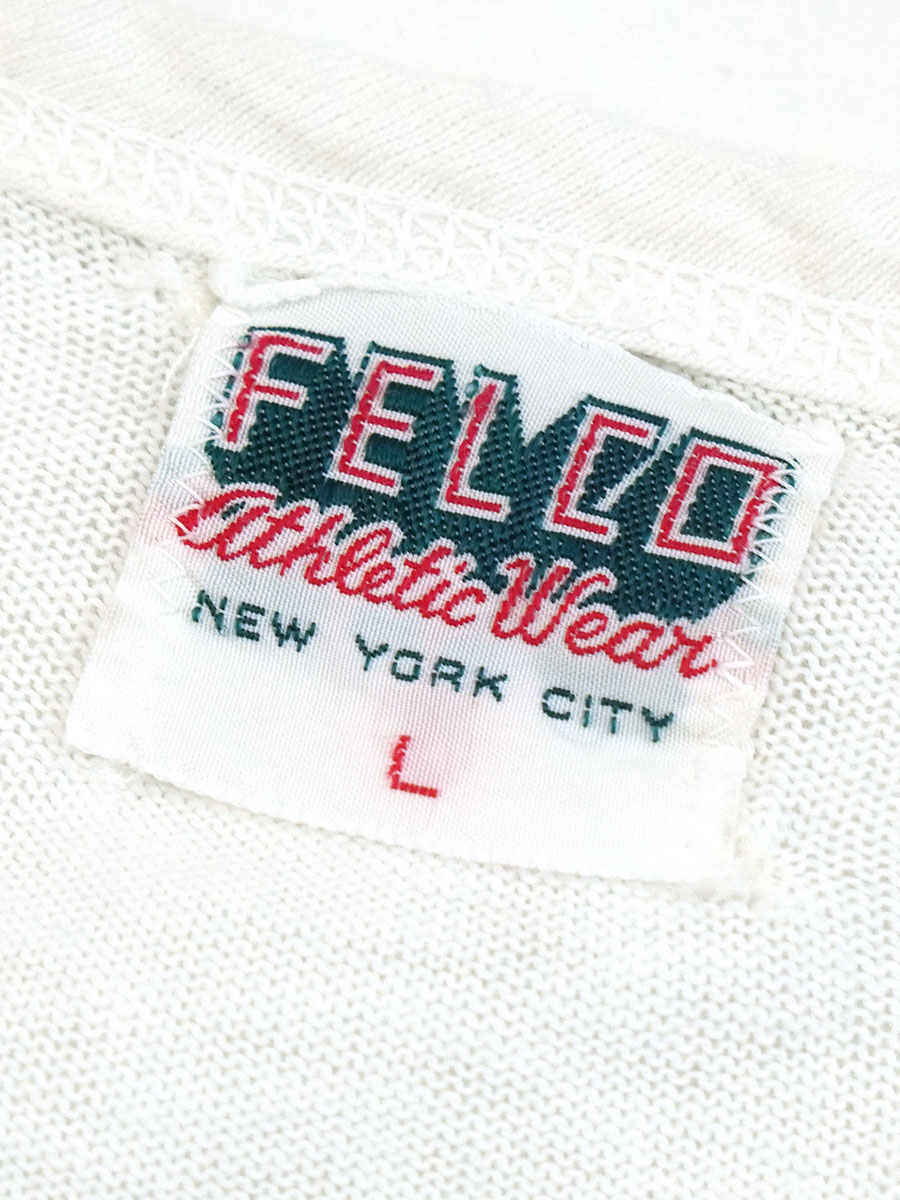 FELCO
Athletic Wear
NEW YORK CITY
L